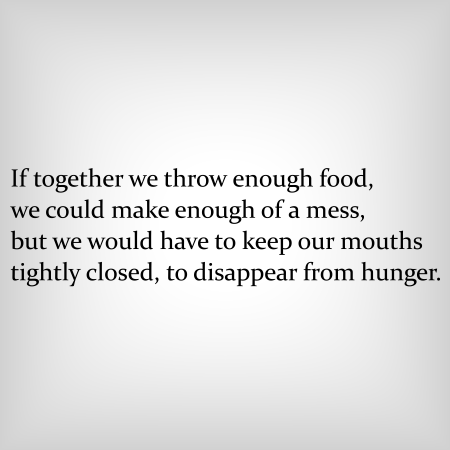 If together we throw enough food,
we could make enough of a mess,
but we would have to keep our mouths
tightly closed, to disappear from hunger.